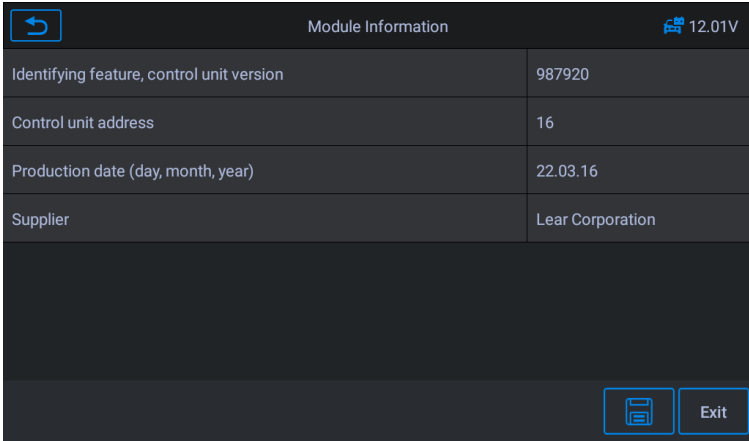 Module Information
12.01V
Identifying feature, control unit version
987920
Control unit address
16
Production date (day, month, year)
22.03.16
Supplier
Lear Corporation
Exit